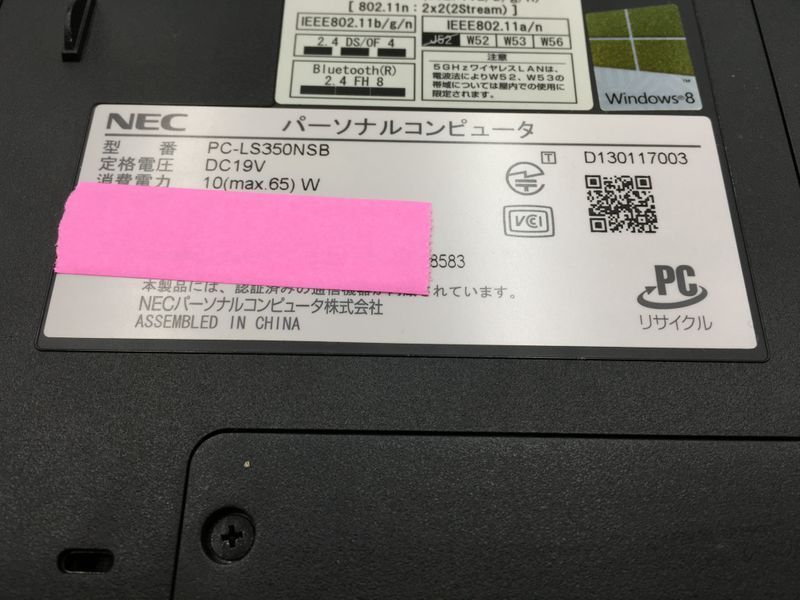 [ 802.11n : 2x2(2Stream) ]
IEEE802.11b/g/n
IEEE802.11a/n
2.4 DS/OF 4
J52 W52 W53 W56
Bluetooth(R)
2.4 FH 8
注意
5GHzワイヤレスLANは、
電波法によりW52、W53の
帯域については屋内での使用に
限定されます。
Windows®8
NEC パーソナルコンピュータ
型 番 PC-LS350NSB
定格電圧 DC19V
消費電力 10(max.65) W
T
D130117003
VCI
8583
本製品には、認証済みの通信機器が内蔵されています。
NECパーソナルコンピュータ株式会社
ASSEMBLED IN CHINA
PC
リサイクル